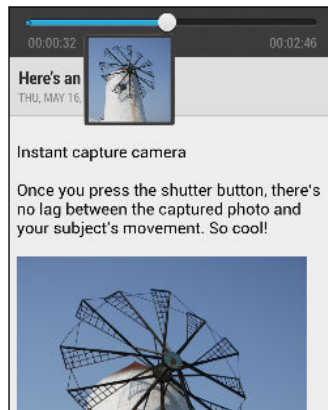 00:00:32
00:02:46
Here's an
THU, MAY 16,
Instant capture camera
Once you press the shutter button, there's
no lag between the captured photo and
your subject's movement. So cool!